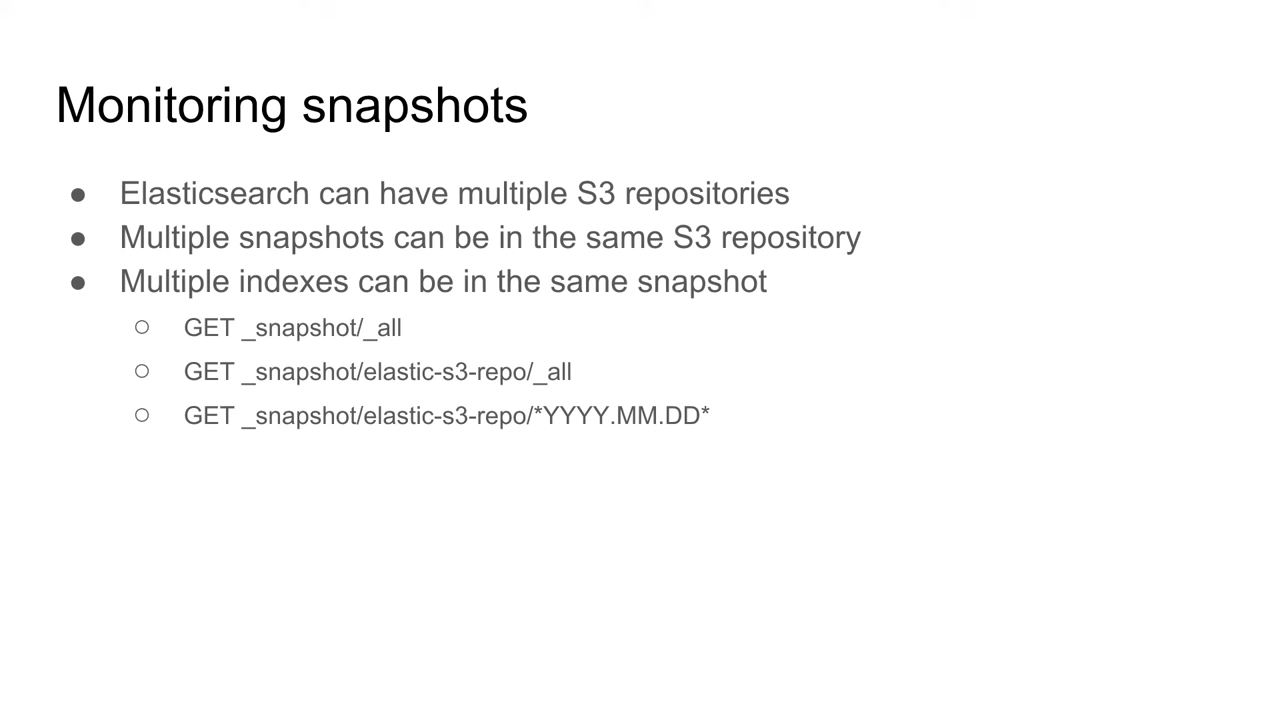 Monitoring snapshots
● Elasticsearch can have multiple S3 repositories
● Multiple snapshots can be in the same S3 repository
● Multiple indexes can be in the same snapshot
○ GET _snapshot/_all
○ GET _snapshot/elastic-s3-repo/_all
○ GET _snapshot/elastic-s3-repo/*YYYY.MM.DD*